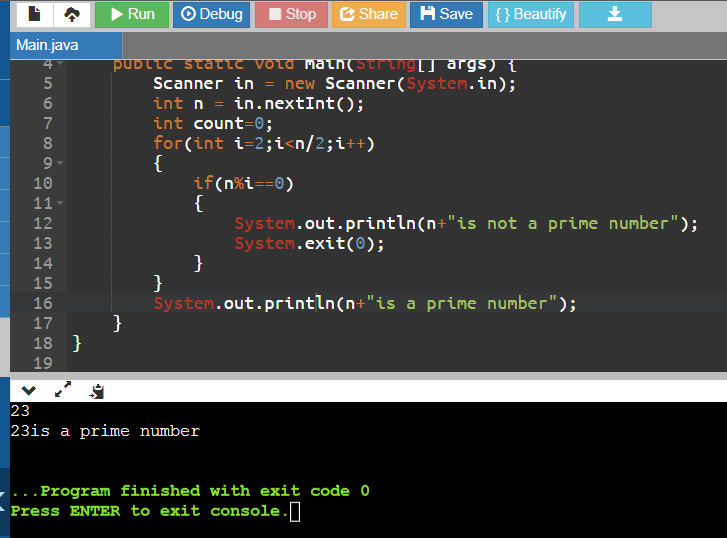 Run Debug Stop Share Save { } Beautify
Main.java
4 public static void main(String[] args) {
5 Scanner in = new Scanner(System.in);
6 int n = in.nextInt();
7 int count=0;
8 for(int i=2;i<n/2;i++)
9 {
10 if(n%i==0)
11 {
12 System.out.println(n+"is not a prime number");
13 System.exit(0);
14 }
15 }
16 System.out.println(n+"is a prime number");
17 }
18 }
19
23
23is a prime number
...Program finished with exit code 0
Press ENTER to exit console.